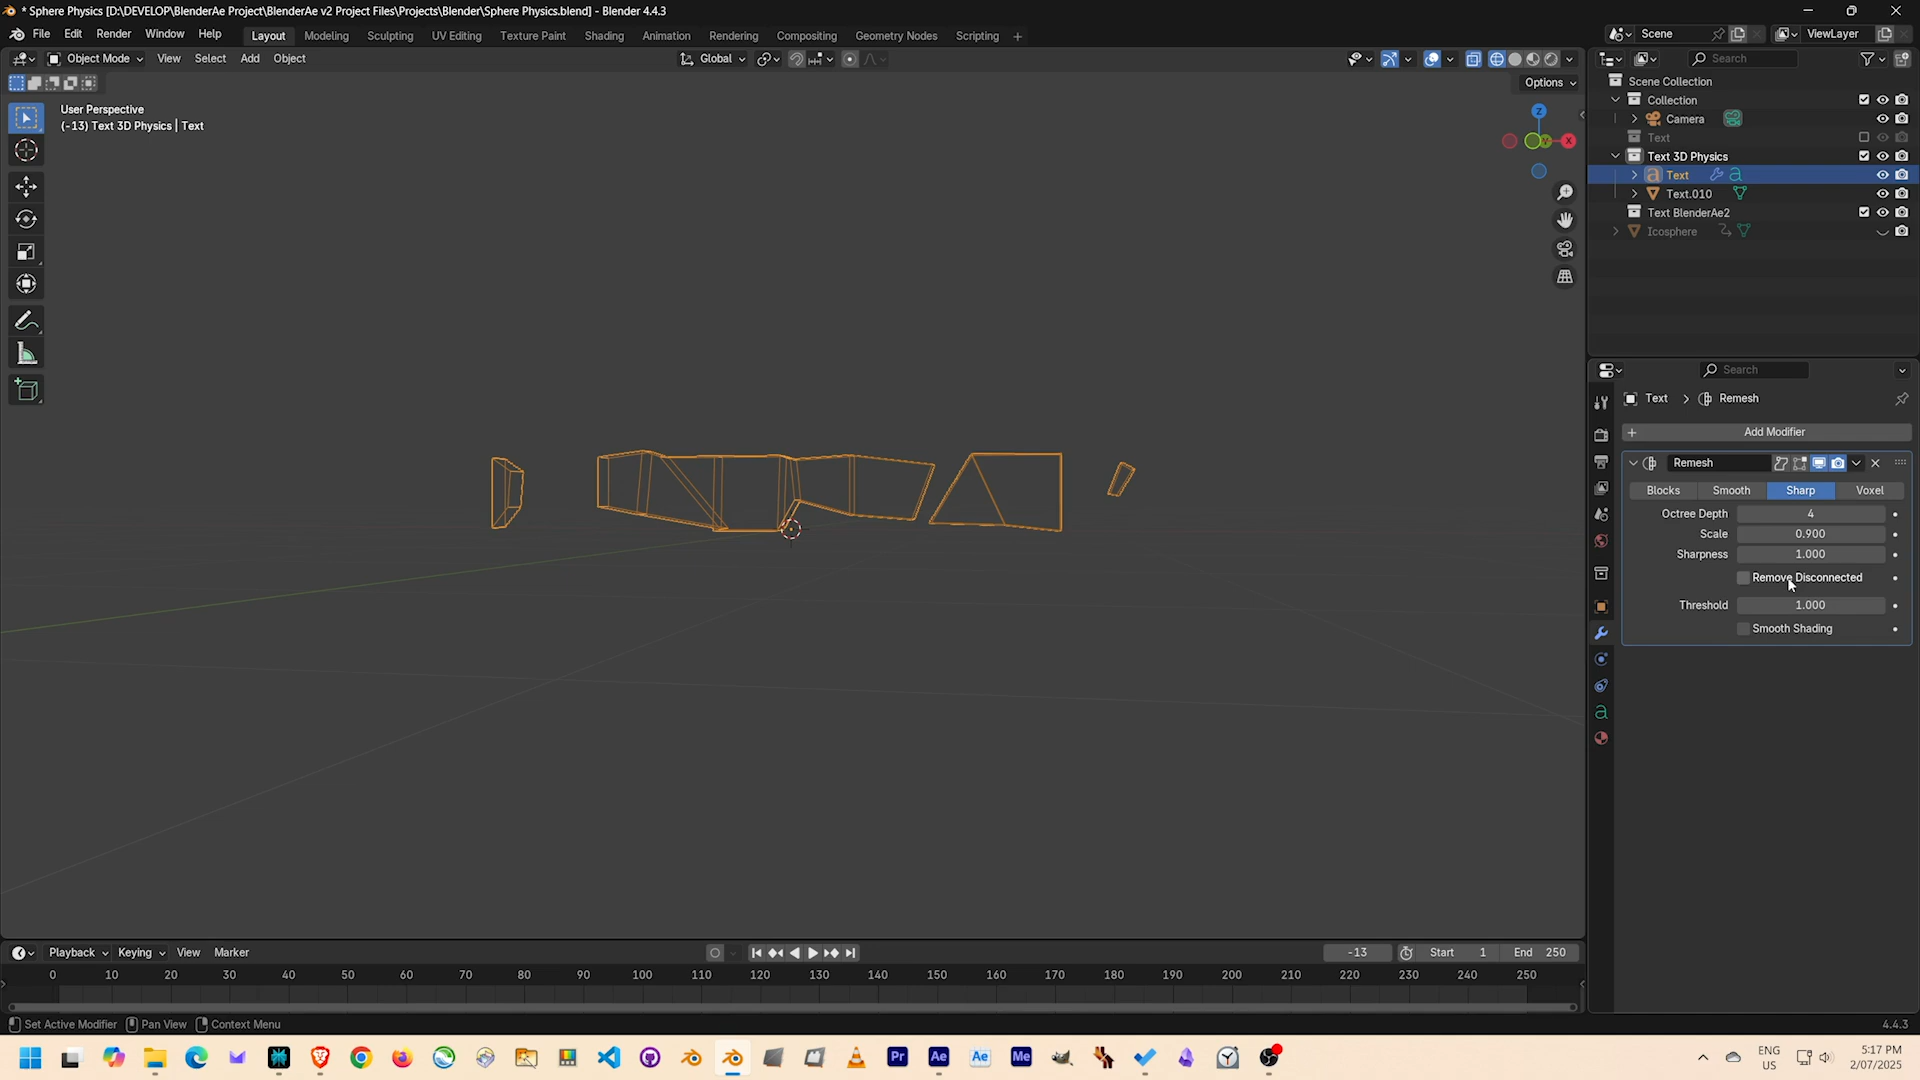 * Sphere Physics [D:\DEVELOP\BlenderAe Project\BlenderAe v2 Project Files\Projects\Blender\Sphere Physics.blend] - Blender 4.4.3
File Edit Render Window Help Layout Modeling Sculpting UV Editing Texture Paint Shading Animation Rendering Compositing Geometry Nodes Scripting + Scene ViewLayer
Object Mode View Select Add Object Global Search
Options
User Perspective
(-13) Text 3D Physics | Text
Z
Y
X
Scene Collection
Collection
Camera
Text
Text 3D Physics
Text
Text.010
Text BlenderAe2
Icosphere
Search
Text > Remesh
+ Add Modifier
Remesh
Blocks Smooth Sharp Voxel
Octree Depth 4
Scale 0.900
Sharpness 1.000
Remove Disconnected
Threshold 1.000
Smooth Shading
Playback Keying View Marker -13 Start 1 End 250
0 10 20 30 40 50 60 70 80 90 100 110 120 130 140 150 160 170 180 190 200 210 220 230 240 250
Set Active Modifier Pan View Context Menu 4.4.3
Pr Ae Ae Me
ENG
US
5:17 PM
2/07/2025